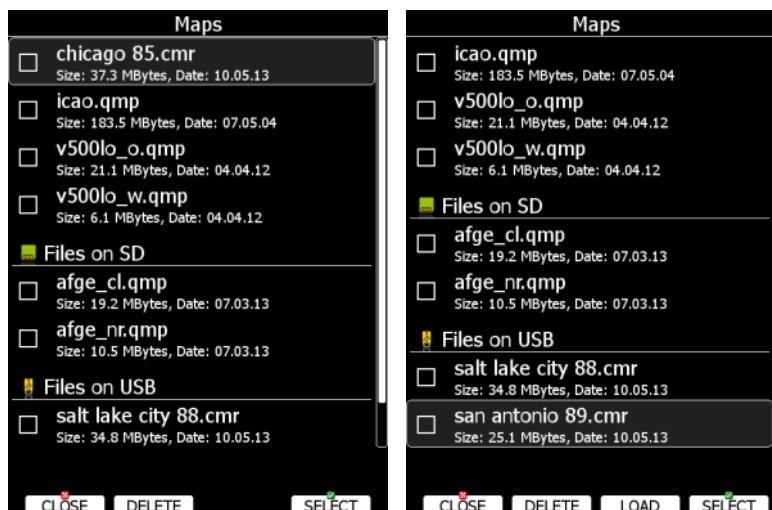 Maps
chicago 85.cmr
Size: 37.3 MBytes, Date: 10.05.13
icao.qmp
Size: 183.5 MBytes, Date: 07.05.04
v500lo_o.qmp
Size: 21.1 MBytes, Date: 04.04.12
v500lo_w.qmp
Size: 6.1 MBytes, Date: 04.04.12
Files on SD
afge_cl.qmp
Size: 19.2 MBytes, Date: 07.03.13
afge_nr.qmp
Size: 10.5 MBytes, Date: 07.03.13
Files on USB
salt lake city 88.cmr
Size: 34.8 MBytes, Date: 10.05.13
CLOSE DELETE SELECT
Maps
icao.qmp
Size: 183.5 MBytes, Date: 07.05.04
v500lo_o.qmp
Size: 21.1 MBytes, Date: 04.04.12
v500lo_w.qmp
Size: 6.1 MBytes, Date: 04.04.12
Files on SD
afge_cl.qmp
Size: 19.2 MBytes, Date: 07.03.13
afge_nr.qmp
Size: 10.5 MBytes, Date: 07.03.13
Files on USB
salt lake city 88.cmr
Size: 34.8 MBytes, Date: 10.05.13
san antonio 89.cmr
Size: 25.1 MBytes, Date: 10.05.13
CLOSE DELETE LOAD SELECT